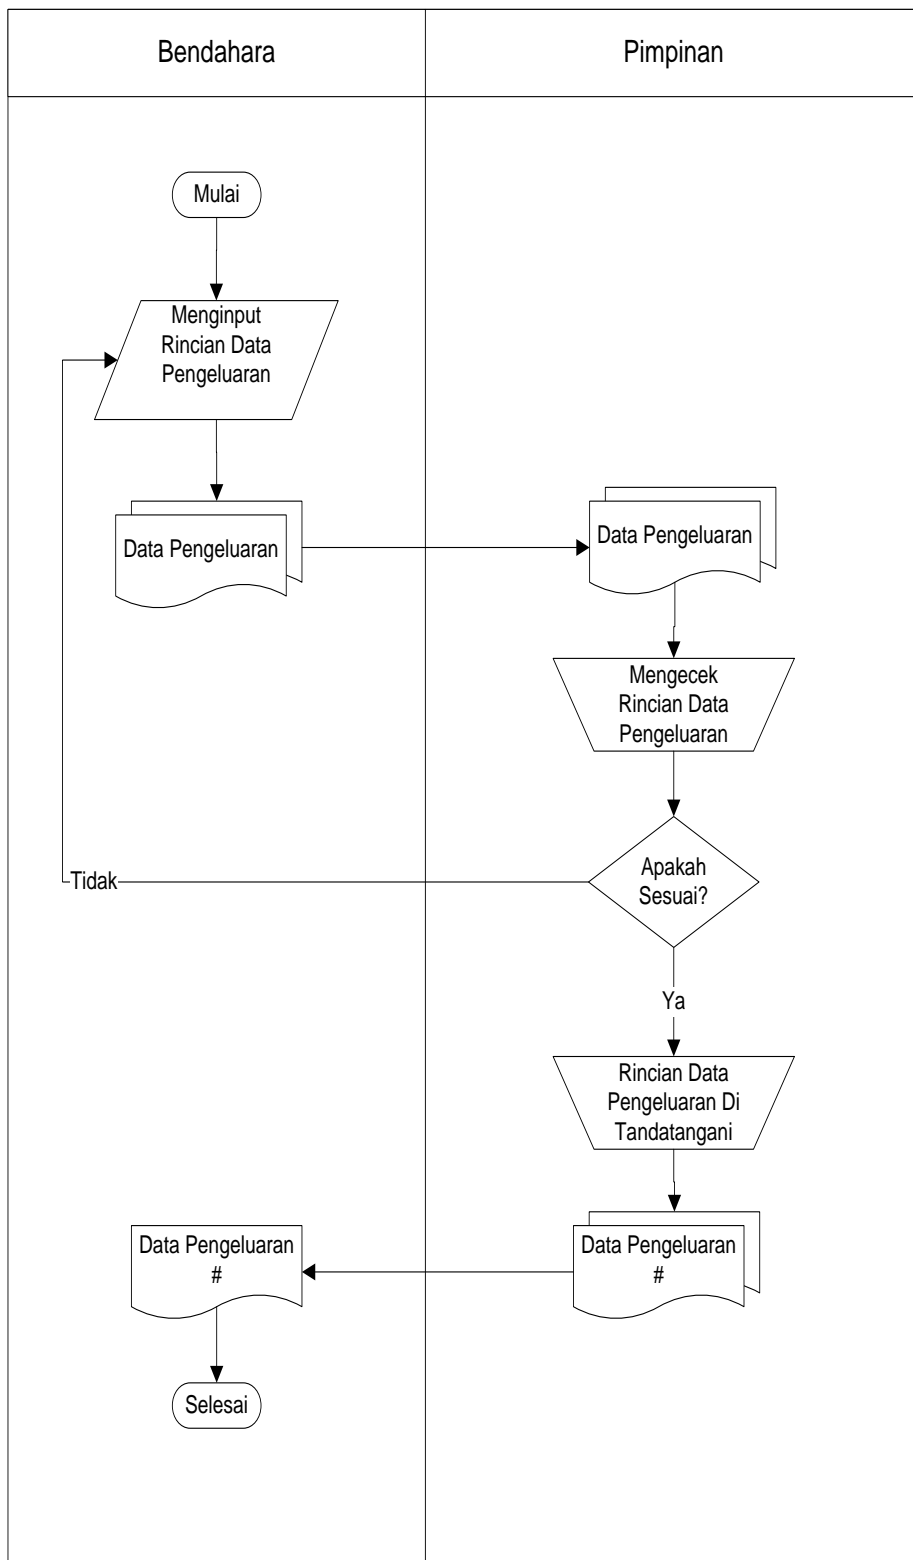 Bendahara
Pimpinan
Mulai
Menginput
Rincian Data
Pengeluaran
Data Pengeluaran
Data Pengeluaran
Mengecek
Rincian Data
Pengeluaran
Apakah
Sesuai?
Tidak
Ya
Rincian Data
Pengeluaran Di
Tandatangani
Data Pengeluaran
#
Data Pengeluaran
#
Selesai